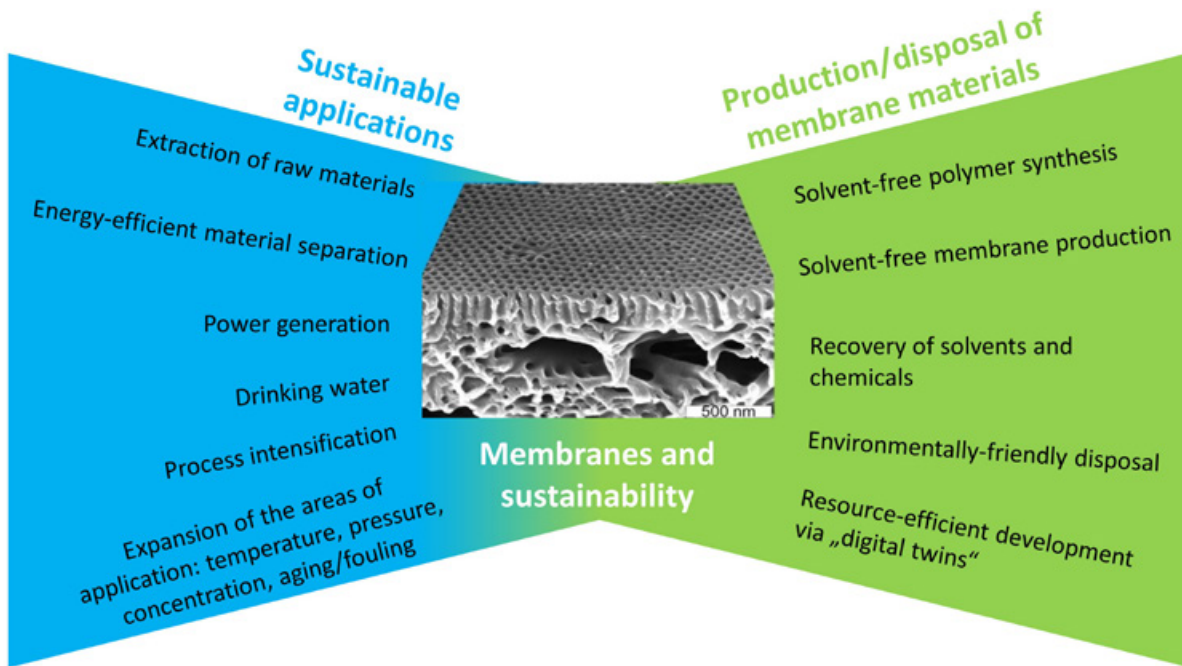 Sustainable
applications
Extraction of raw materials
Energy-efficient material separation
Power generation
Drinking water
Process intensification
Expansion of the areas of
application: temperature, pressure,
concentration, aging/fouling
500 nm
Membranes and
sustainability
Production/disposal of
membrane materials
Solvent-free polymer synthesis
Solvent-free membrane production
Recovery of solvents and
chemicals
Environmentally-friendly disposal
Resource-efficient development
via „digital twins“